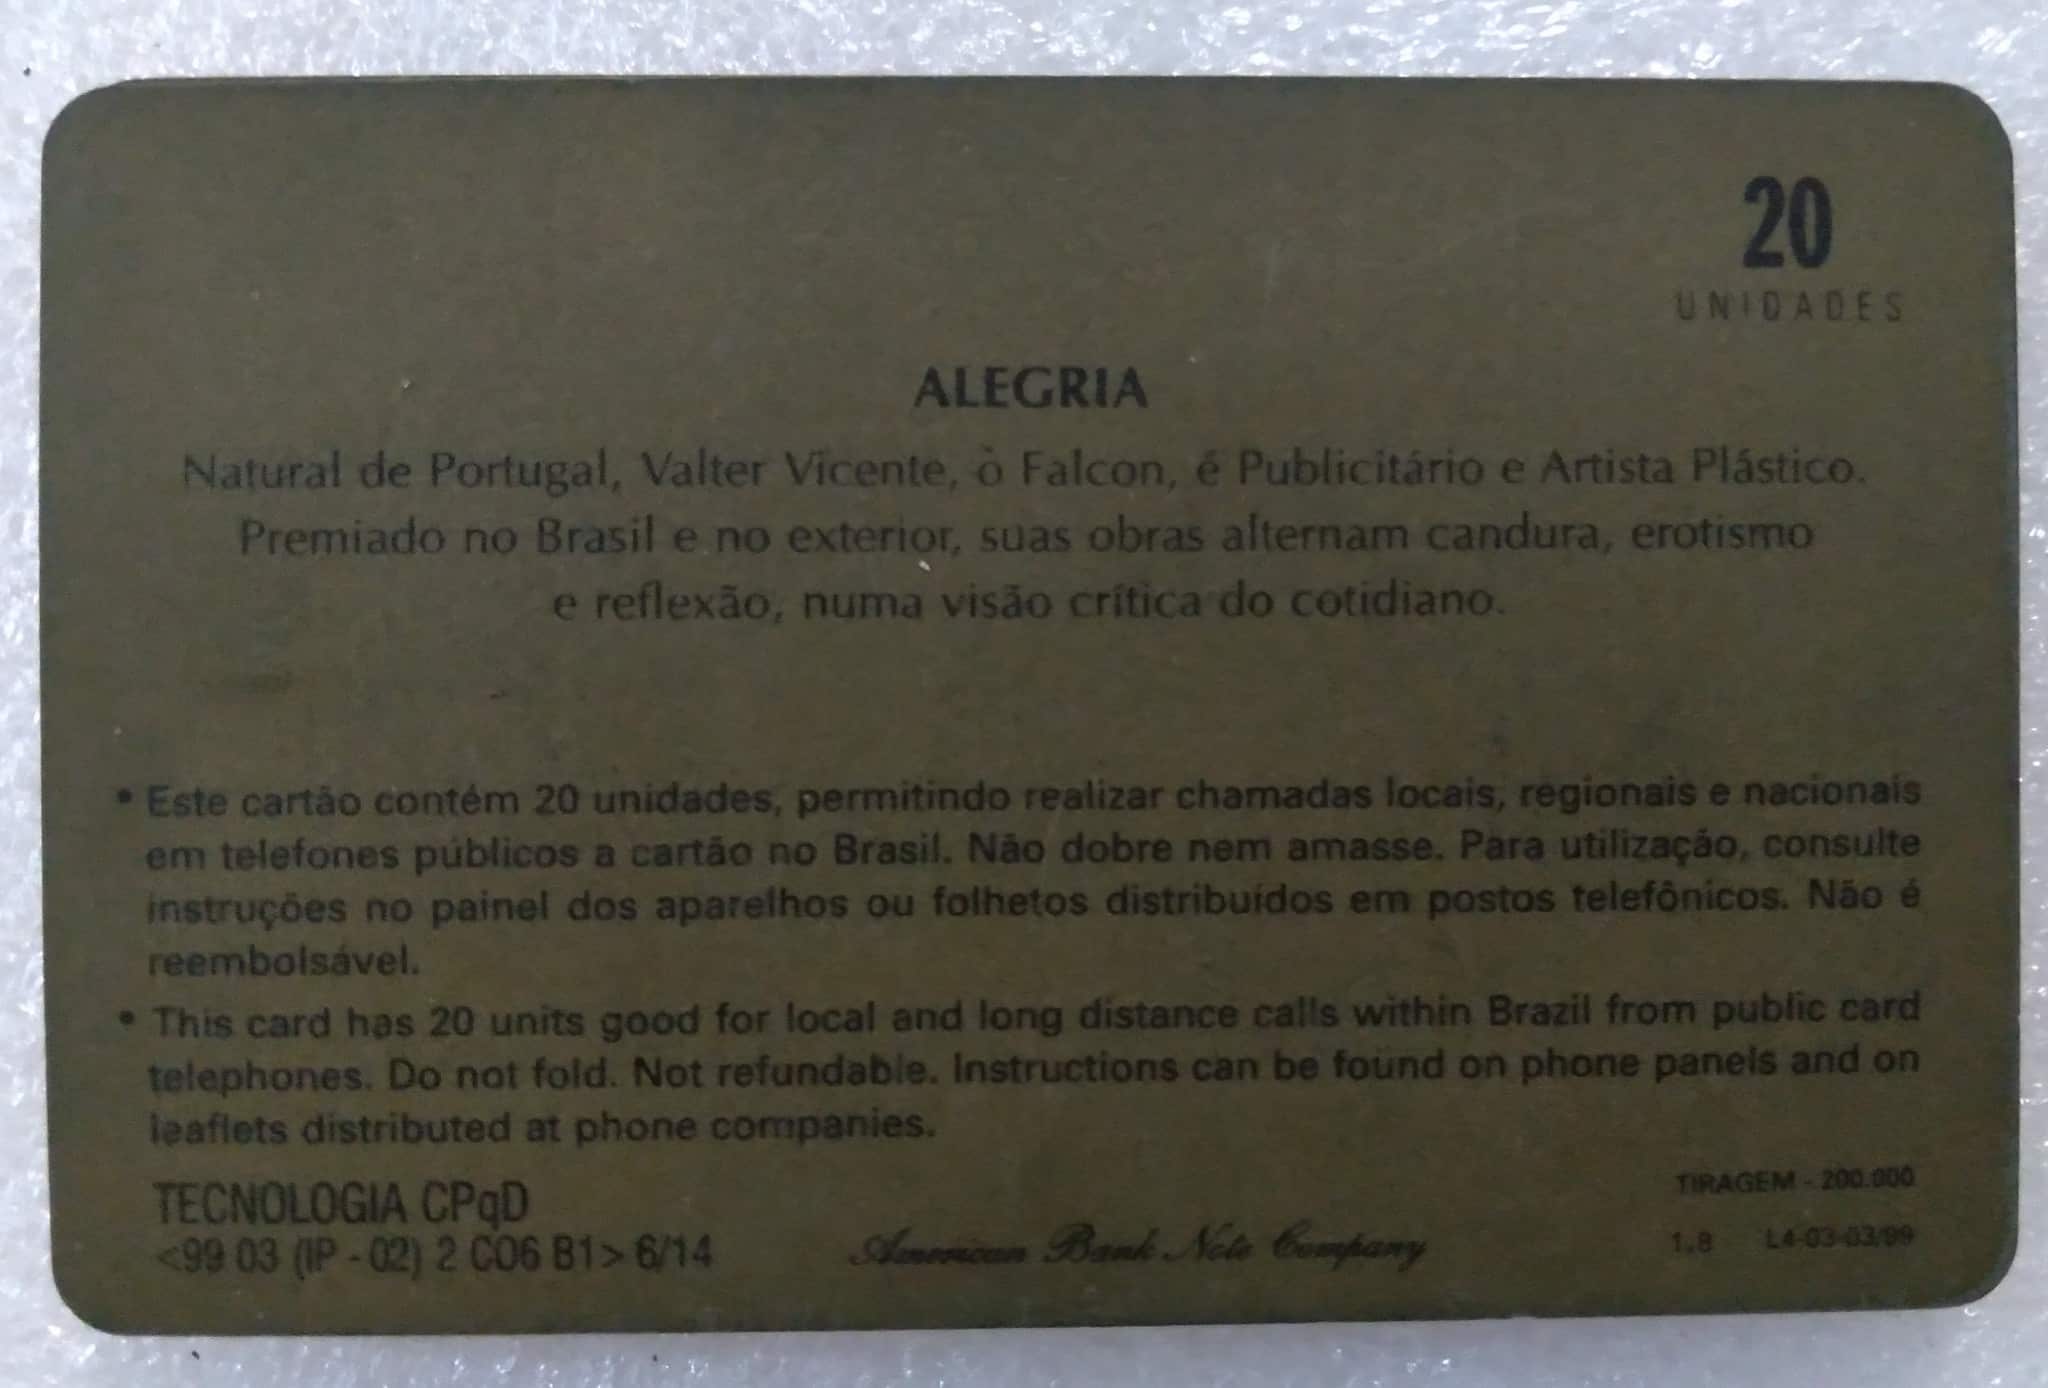 20
UNIDADES
ALEGRIA
Natural de Portugal, Valter Vicente, ò Falcon, é Publicitário e Artista Plástico.
Premiado no Brasil e no exterior, suas obras alternam candura, erotismo
e reflexão, numa visão crítica do cotidiano.
• Este cartão contém 20 unidades, permitindo realizar chamadas locais, regionais e nacionais
em telefones públicos a cartão no Brasil. Não dobre nem amasse. Para utilização, consulte
instruções no painel dos aparelhos ou folhetos distribuídos em postos telefônicos. Não é
reembolsável.
• This card has 20 units good for local and long distance calls within Brazil from public card
telephones. Do not fold. Not refundable. Instructions can be found on phone panels and on
leaflets distributed at phone companies.
TECNOLOGIA CPqD
<99 03 (IP - 02) 2 C06 B1> 6/14
American Bank Note Company
TIRAGEM - 200.000
1.8 L4-03-03/99